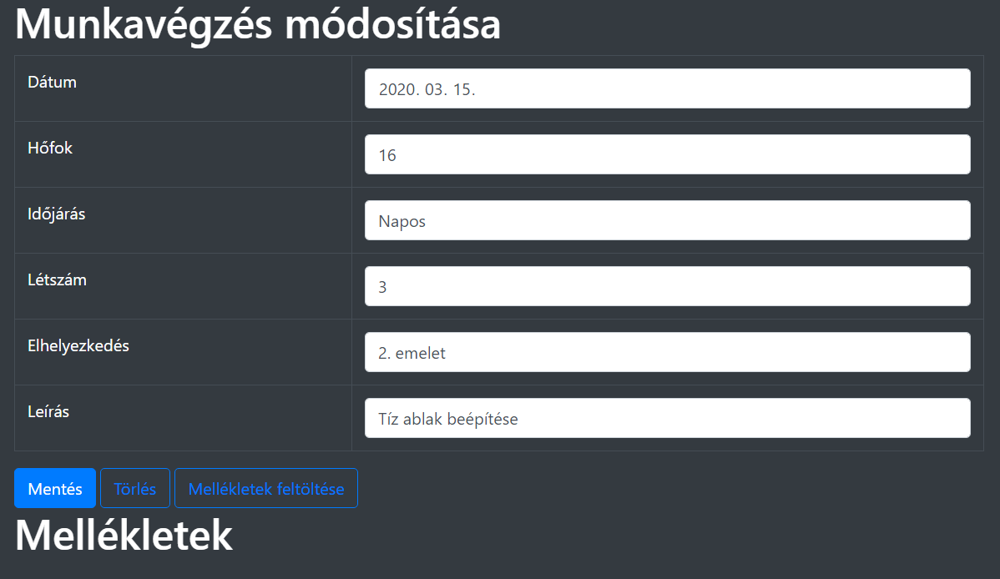 Munkavégzés módosítása
Dátum
2020. 03. 15.
Hőfok
16
Időjárás
Napos
Létszám
3
Elhelyezkedés
2. emelet
Leírás
Tíz ablak beépítése
Mentés Törlés Mellékletek feltöltése
Mellékletek